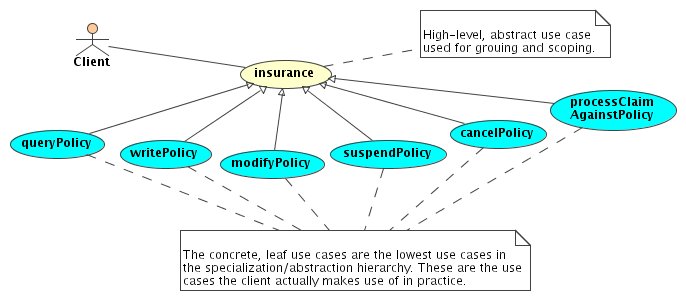 High-level, abstract use case
used for grouing and scoping.
Client
insurance
processClaim
AgainstPolicy
cancelPolicy
queryPolicy
writePolicy
modifyPolicy
suspendPolicy
The concrete, leaf use cases are the lowest use cases in
the specialization/abstraction hierarchy. These are the use
cases the client actually makes use of in practice.